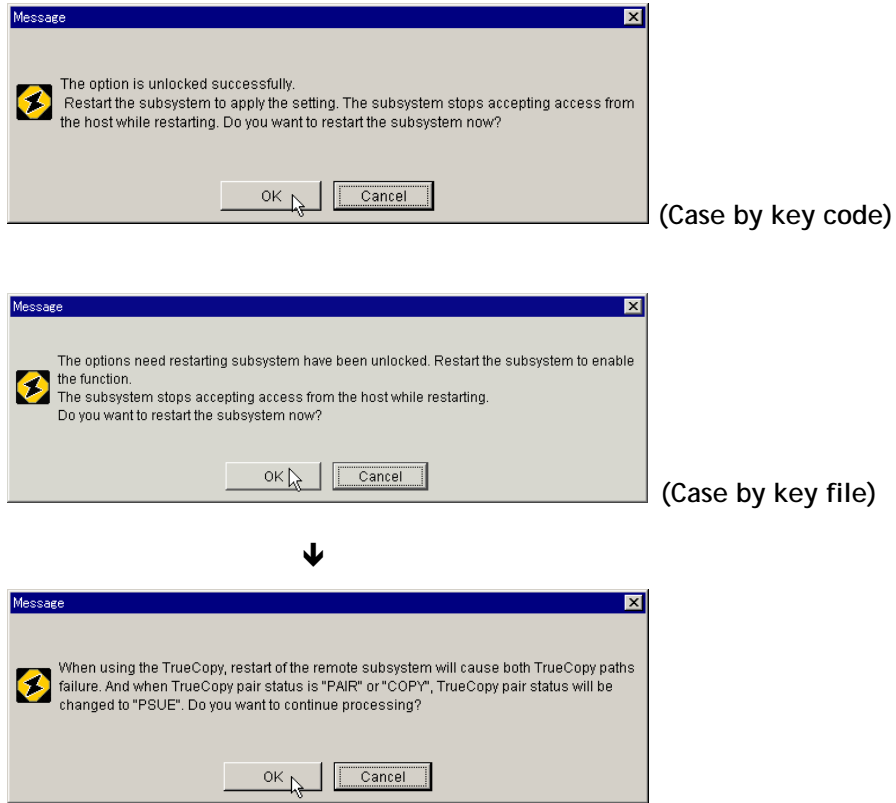 Message
The option is unlocked successfully.
Restart the subsystem to apply the setting. The subsystem stops accepting access from
the host while restarting. Do you want to restart the subsystem now?
OK Cancel
(Case by key code)
Message
The options need restarting subsystem have been unlocked. Restart the subsystem to enable
the function.
The subsystem stops accepting access from the host while restarting.
Do you want to restart the subsystem now?
OK Cancel
(Case by key file)
Message
When using the TrueCopy, restart of the remote subsystem will cause both TrueCopy paths
failure. And when TrueCopy pair status is "PAIR" or "COPY", TrueCopy pair status will be
changed to "PSUE". Do you want to continue processing?
OK Cancel